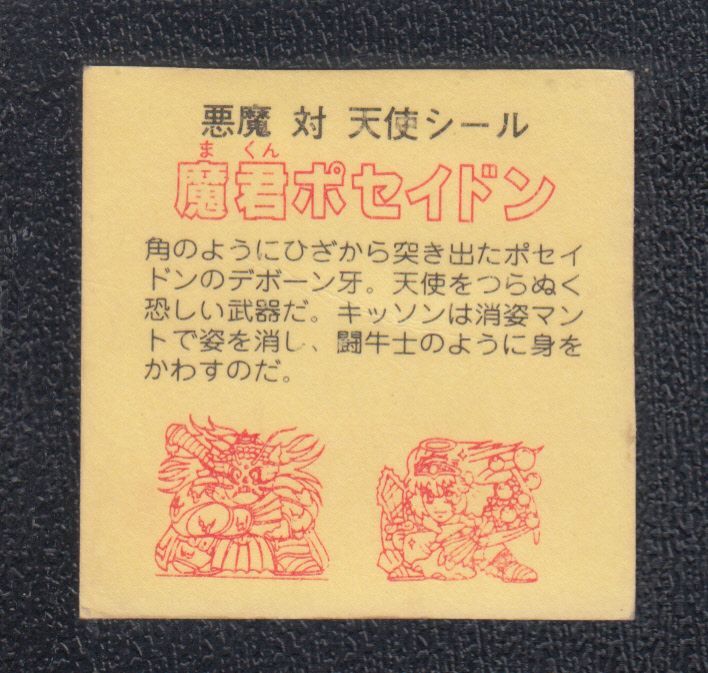 悪魔 対 天使シール
ま くん
魔君ポセイドン
角のようにひざから突き出たポセイ
ドンのデボーン牙。天使をつらぬく
恐しい武器だ。キッソンは消姿マン
トで姿を消し、闘牛士のように身を
かわすのだ。